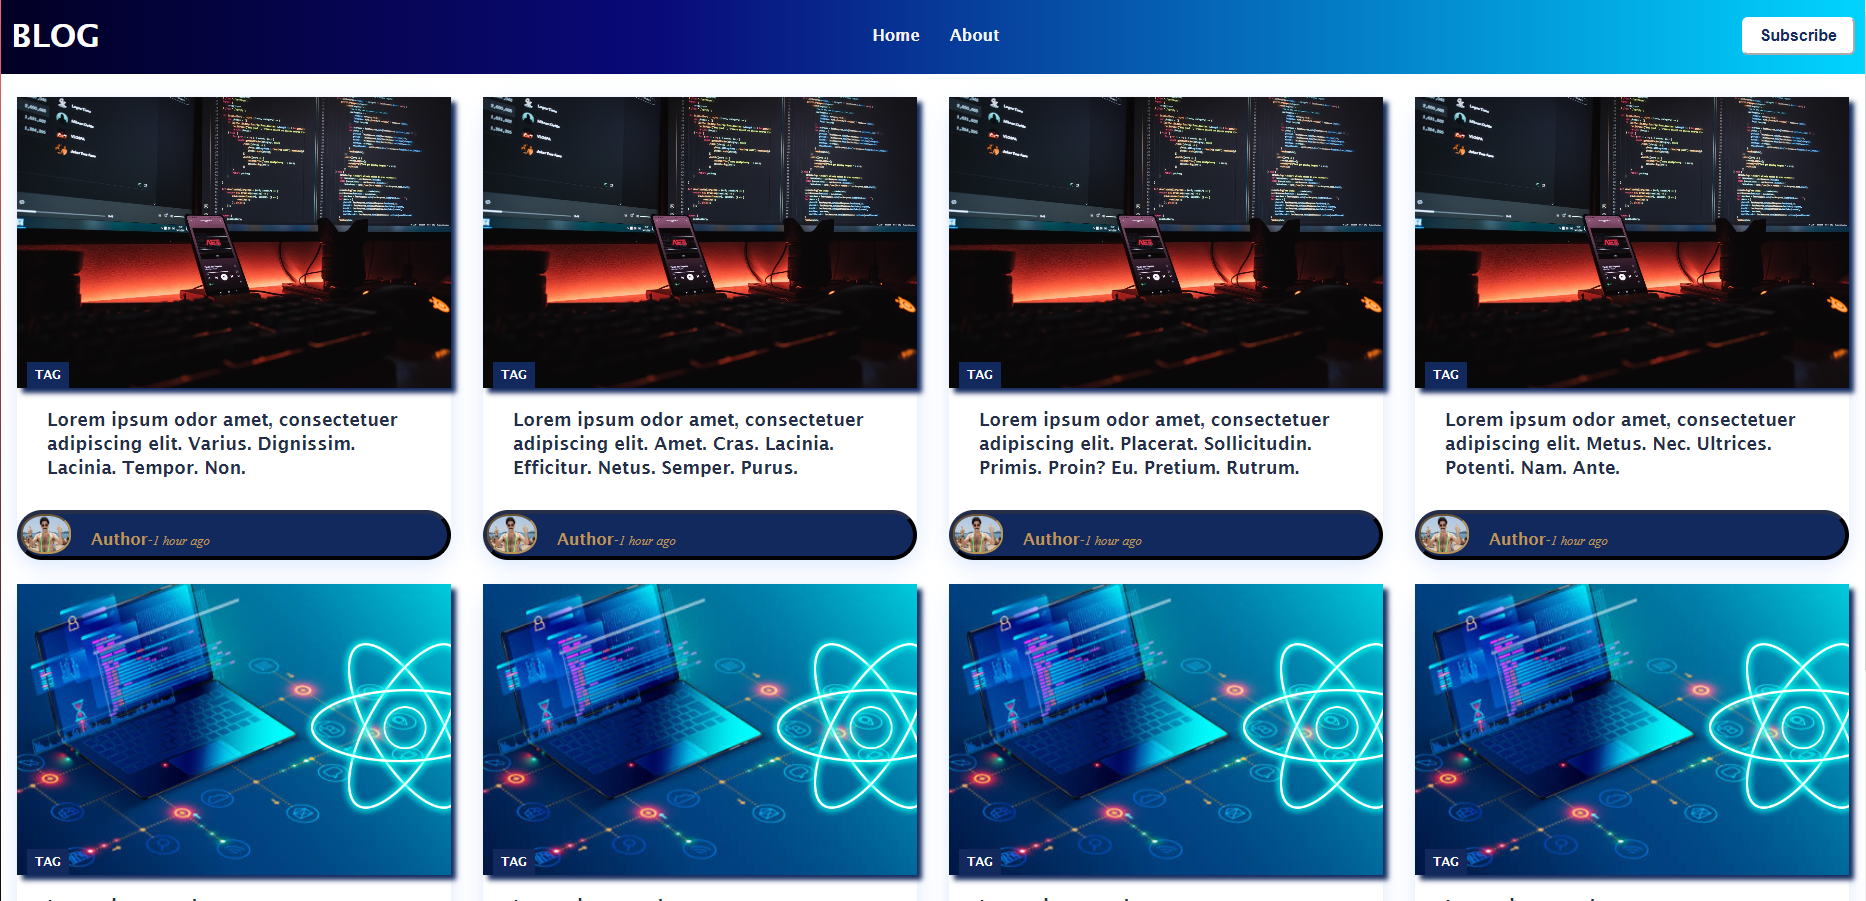 BLOG
Home About
Subscribe
TAG
TAG
TAG
TAG
Lorem ipsum odor amet, consectetuer
adipiscing elit. Varius. Dignissim.
Lacinia. Tempor. Non.
Lorem ipsum odor amet, consectetuer
adipiscing elit. Amet. Cras. Lacinia.
Efficitur. Netus. Semper. Purus.
Lorem ipsum odor amet, consectetuer
adipiscing elit. Placerat. Sollicitudin.
Primis. Proin? Eu. Pretium. Rutrum.
Lorem ipsum odor amet, consectetuer
adipiscing elit. Metus. Nec. Ultrices.
Potenti. Nam. Ante.
Author-1 hour ago
Author-1 hour ago
Author-1 hour ago
Author-1 hour ago
TAG
TAG
TAG
TAG